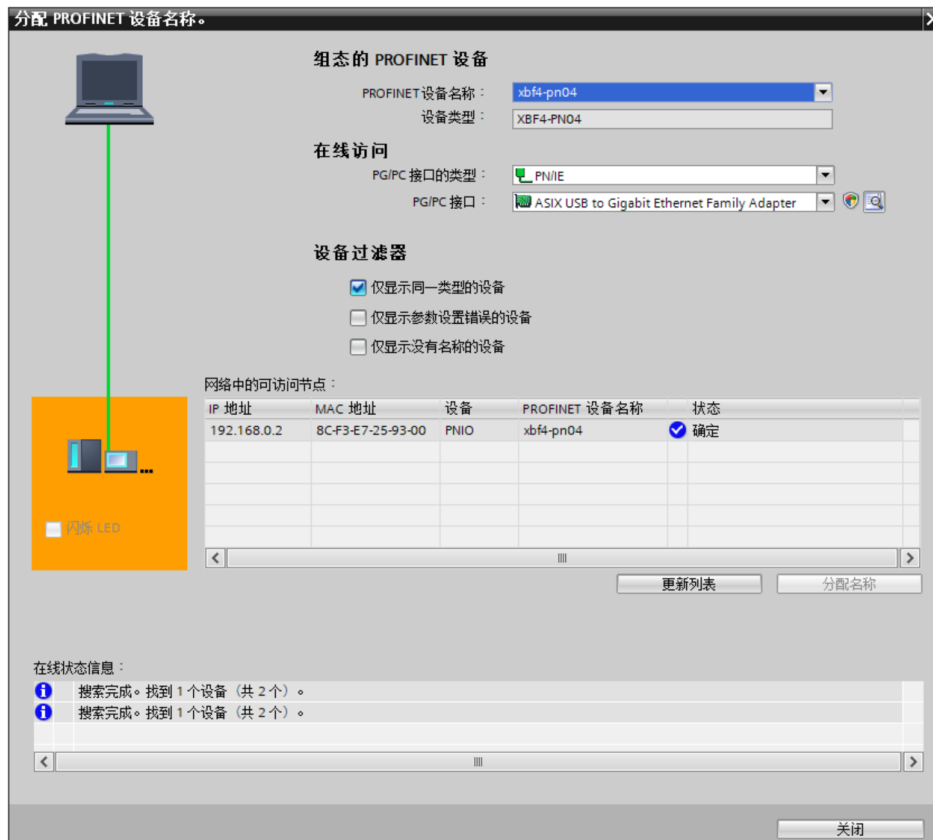 分配 PROFINET 设备名称。
组态的 PROFINET 设备
PROFINET设备名称：
xbf4-pn04
设备类型：
XBF4-PN04
在线访问
PG/PC 接口的类型：
PN/IE
PG/PC 接口：
ASIX USB to Gigabit Ethernet Family Adapter
设备过滤器
仅显示同一类型的设备
仅显示参数设置错误的设备
仅显示没有名称的设备
网络中的可访问节点：
IP 地址 MAC 地址 设备 PROFINET 设备名称 状态
192.168.0.2 8C-F3-E7-25-93-00 PNIO xbf4-pn04 确定
闪烁 LED
更新列表 分配名称
在线状态信息：
搜索完成。找到 1 个设备（共 2 个）。
搜索完成。找到 1 个设备（共 2 个）。
关闭